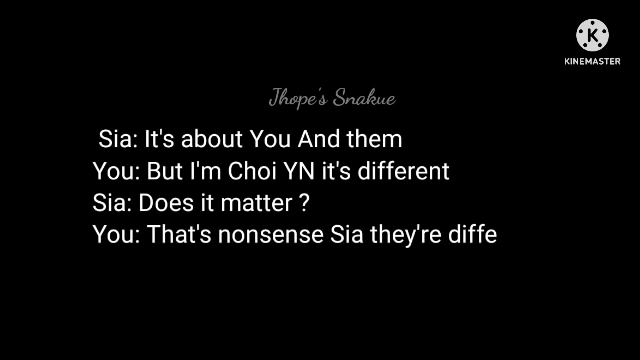 KINEMASTER
Jhope's Snakue
Sia: It's about You And them
You: But I'm Choi YN it's different
Sia: Does it matter ?
You: That's nonsense Sia they're diffe